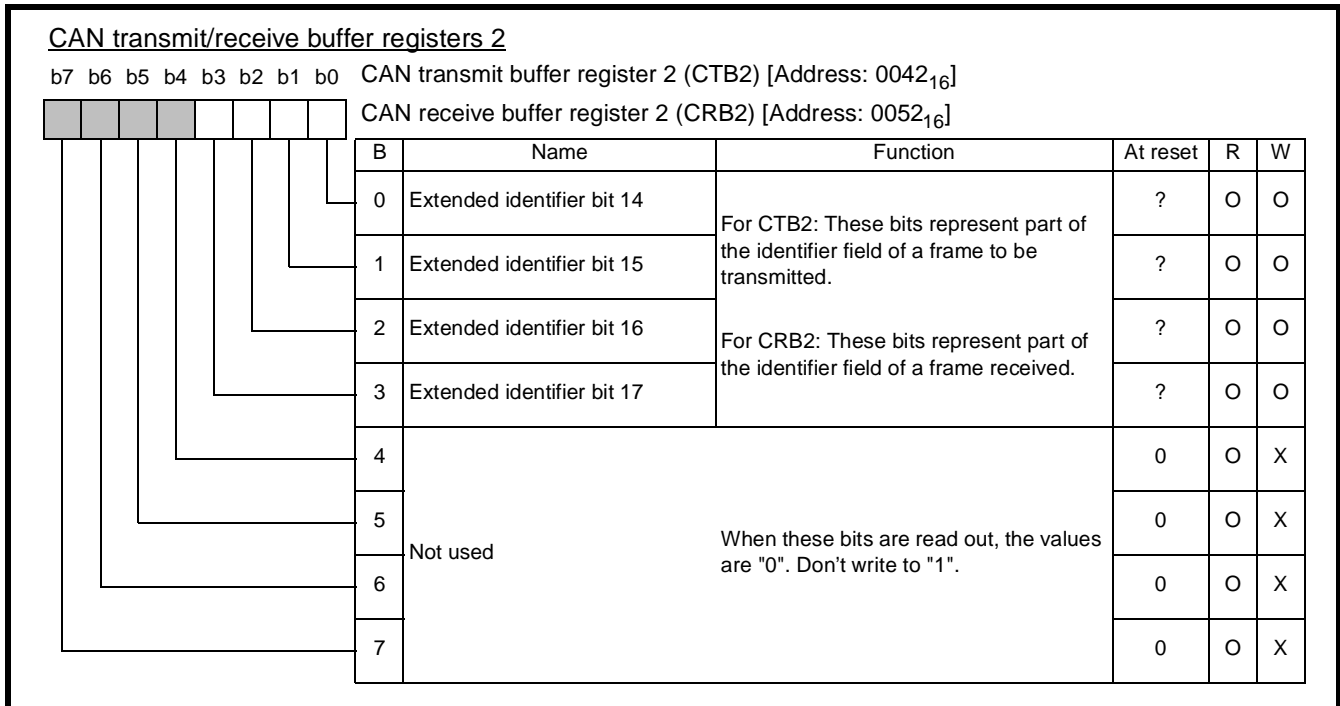 CAN transmit/receive buffer registers 2
b7 b6 b5 b4 b3 b2 b1 b0 CAN transmit buffer register 2 (CTB2) [Address: 0042₁₆]
CAN receive buffer register 2 (CRB2) [Address: 0052₁₆]
B Name Function At reset R W
0 Extended identifier bit 14 ? O O
For CTB2: These bits represent part of
the identifier field of a frame to be
transmitted.
1 Extended identifier bit 15 ? O O
2 Extended identifier bit 16 ? O O
For CRB2: These bits represent part of
the identifier field of a frame received.
3 Extended identifier bit 17 ? O O
4 0 O X
5 0 O X
Not used
When these bits are read out, the values
are "0". Don't write to "1".
6 0 O X
7 0 O X